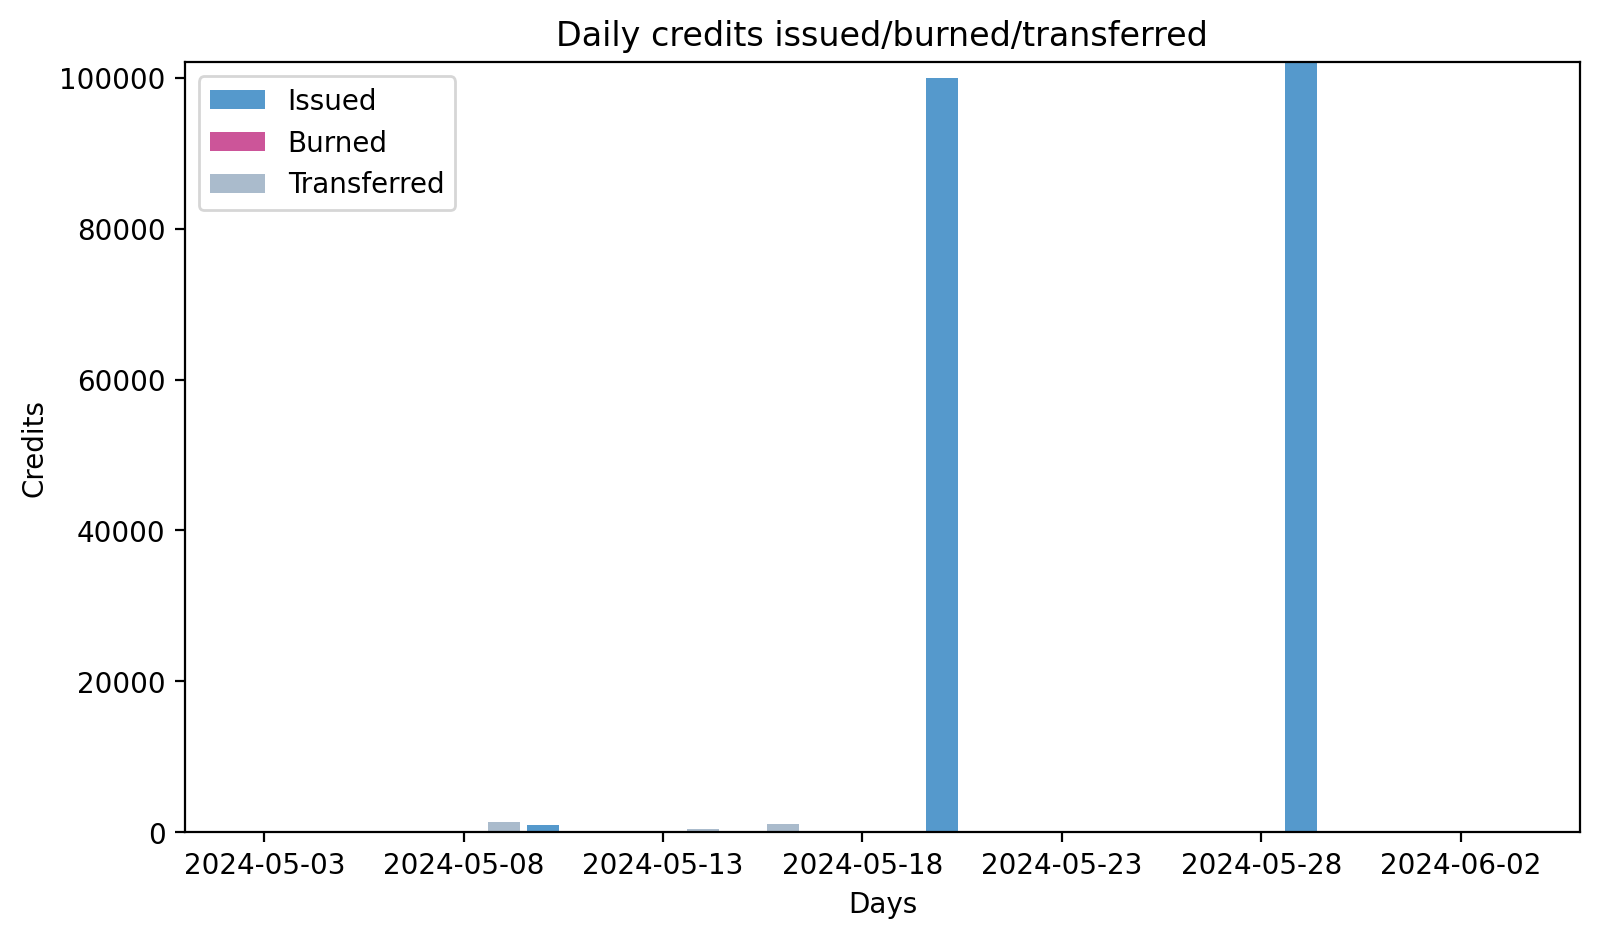 Daily credits issued/burned/transferred
Issued
Burned
Transferred
100000
80000
60000
40000
20000
0
Credits
2024-05-03
2024-05-08
2024-05-13
2024-05-18
2024-05-23
2024-05-28
2024-06-02
Days